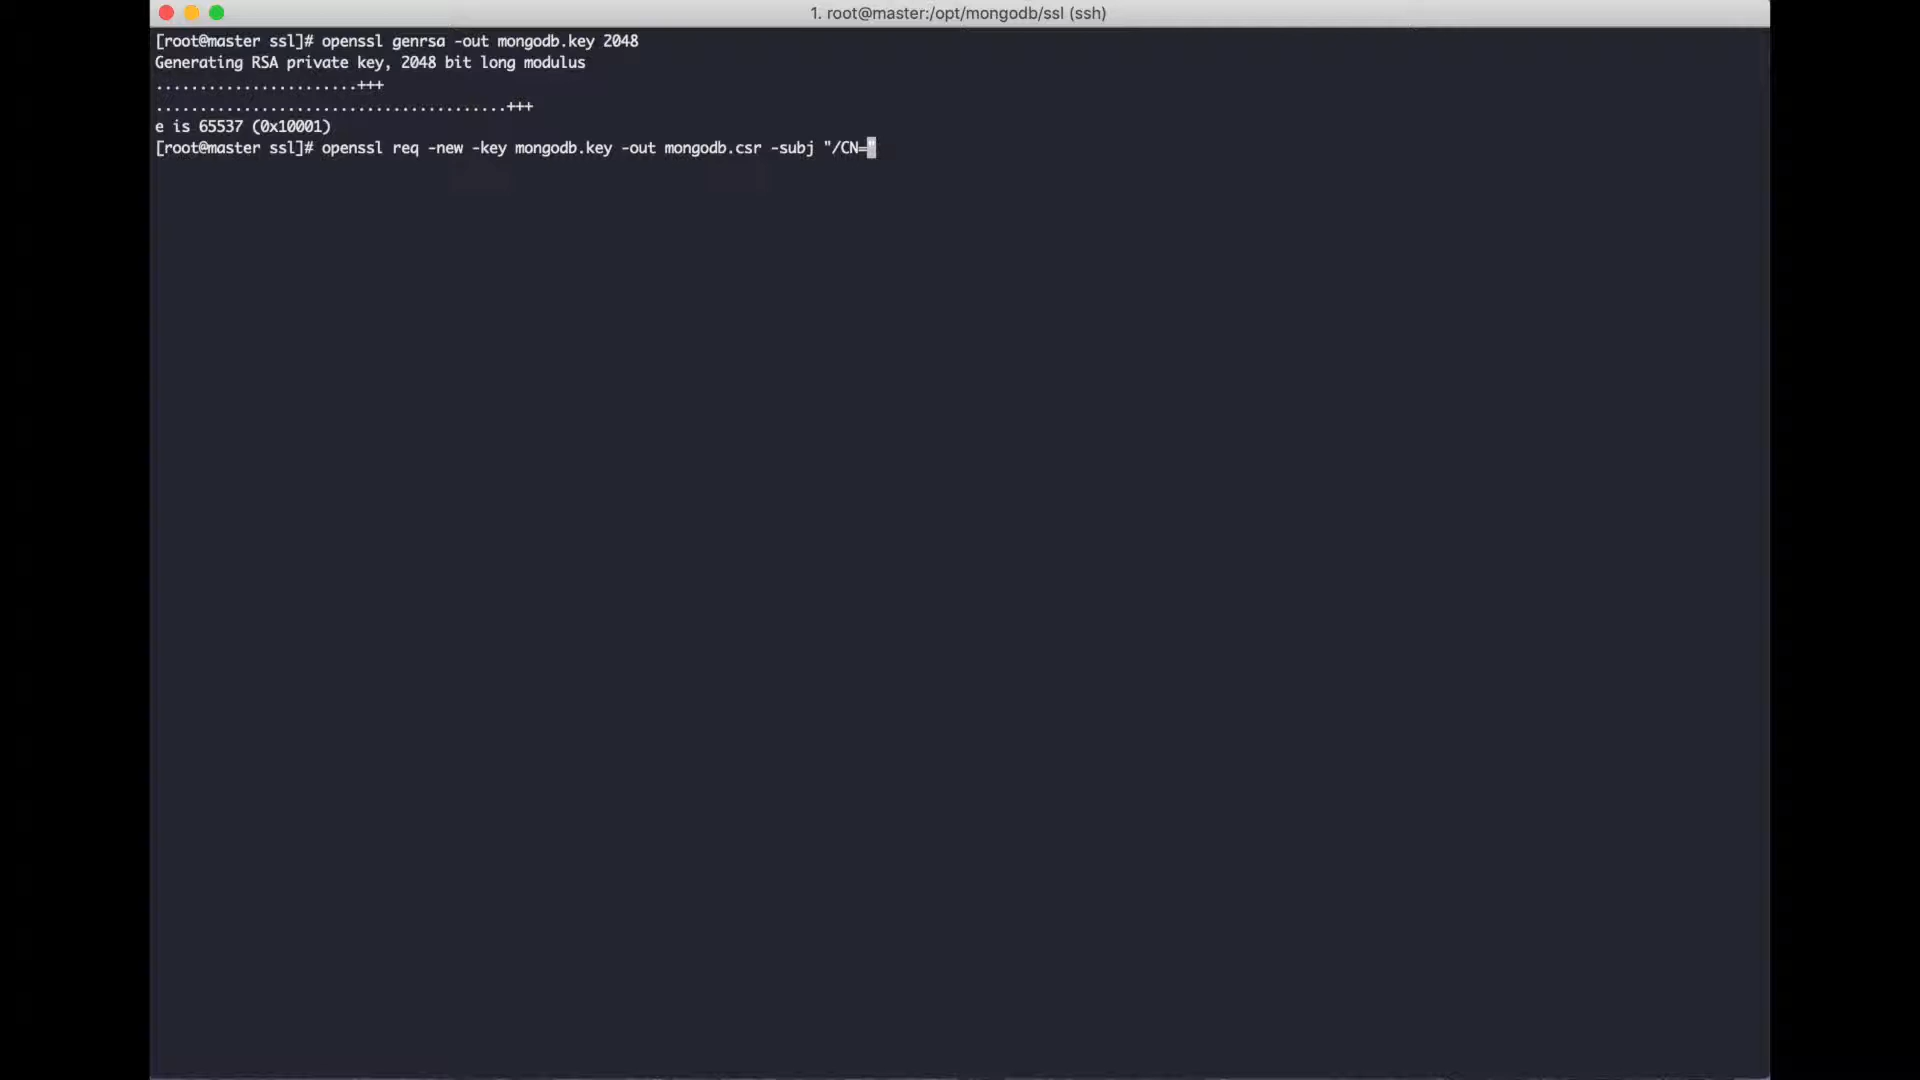 1. root@master:/opt/mongodb/ssl (ssh)
[root@master ssl]# openssl genrsa -out mongodb.key 2048
Generating RSA private key, 2048 bit long modulus
.......................+++
........................................+++
e is 65537 (0x10001)
[root@master ssl]# openssl req -new -key mongodb.key -out mongodb.csr -subj "/CN="